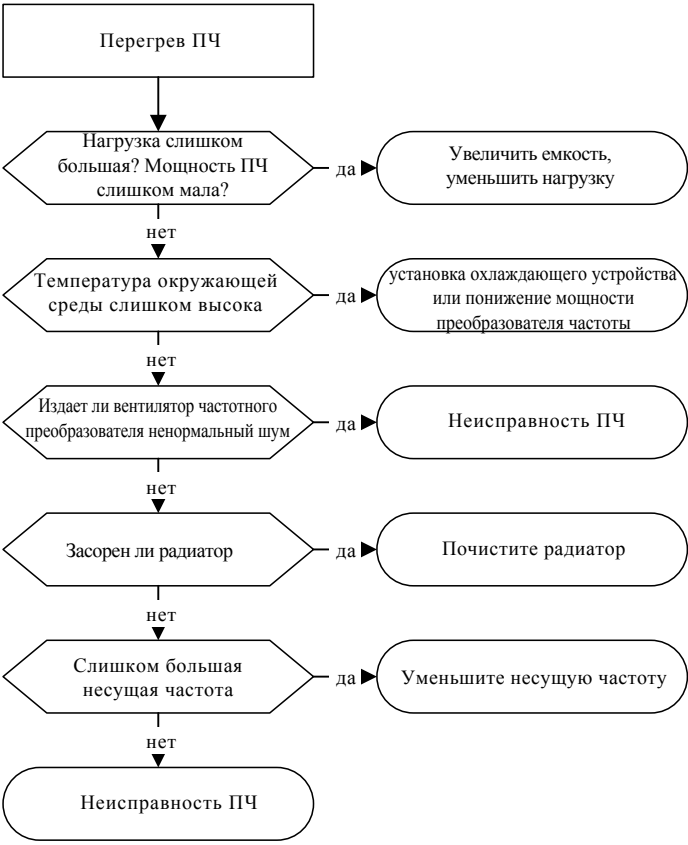 Перегрев ПЧ
Нагрузка слишком
большая? Мощность ПЧ
слишком мала?
да
Увеличить емкость,
уменьшить нагрузку
нет
Температура окружающей
среды слишком высока
да
установка охлаждающего устройства
или понижение мощности
преобразователя частоты
нет
Издает ли вентилятор частотного
преобразователя ненормальный шум
да
Неисправность ПЧ
нет
Засорен ли радиатор
да
Почистите радиатор
нет
Слишком большая
несущая частота
да
Уменьшите несущую частоту
нет
Неисправность ПЧ